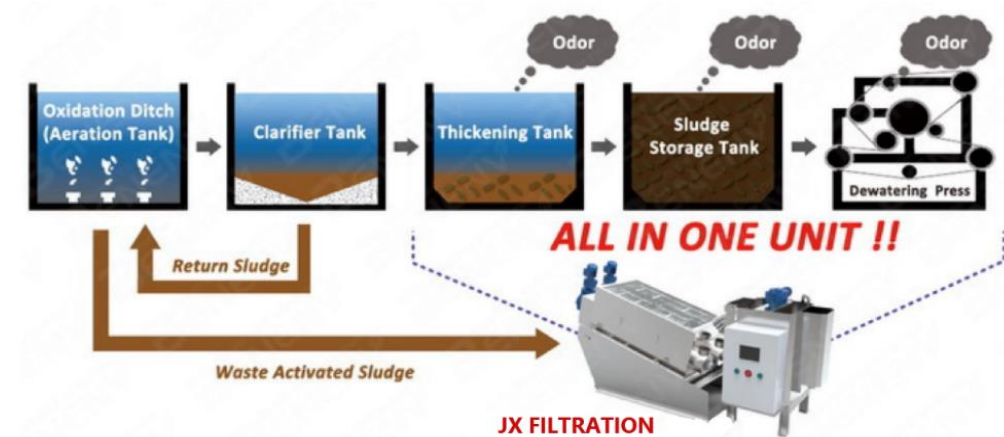 Odor
Odor
Odor
Oxidation Ditch
(Aeration Tank)
Clarifier Tank
Thickening Tank
Sludge
Storage Tank
Dewatering Press
ALL IN ONE UNIT !!
Return Sludge
Waste Activated Sludge
JX FILTRATION